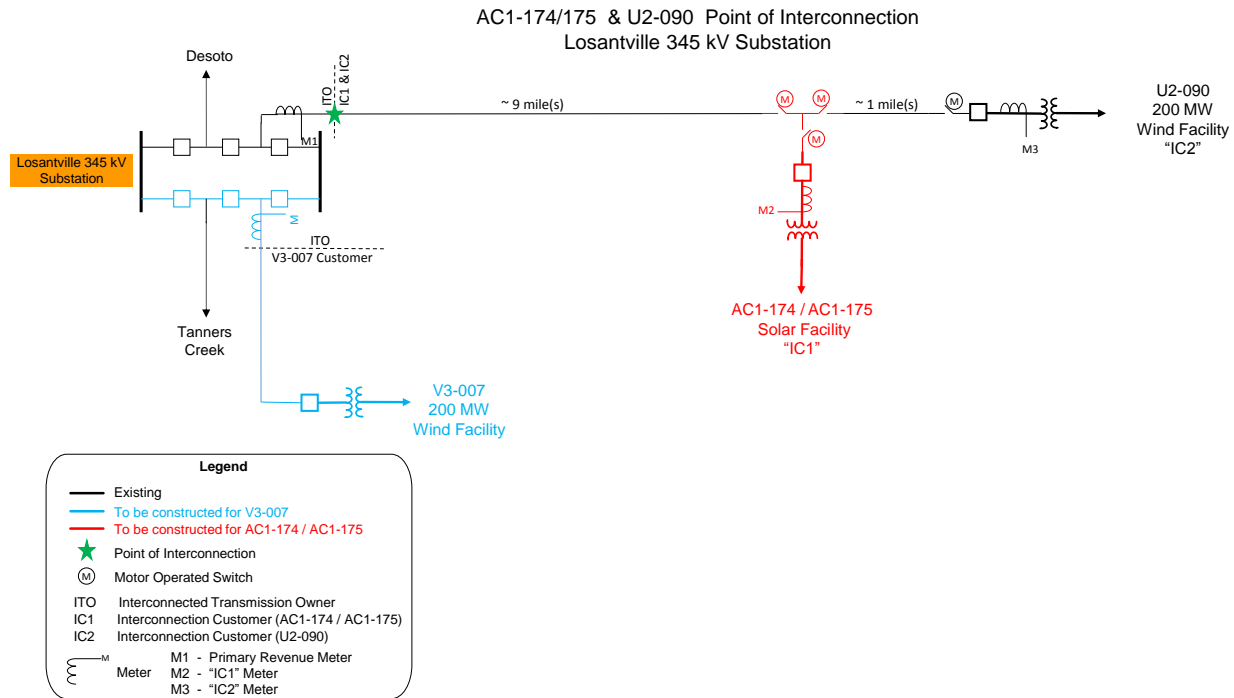 AC1-174/175 & U2-090 Point of Interconnection
Losantville 345 kV Substation
Desoto
ITO
IC1 & IC2
~ 9 mile(s)
M
M
~ 1 mile(s)
M
U2-090
200 MW
Wind Facility
“IC2”
M1
M
M3
Losantville 345 kV
Substation
M2
M
ITO
V3-007 Customer
AC1-174 / AC1-175
Solar Facility
“IC1”
Tanners
Creek
V3-007
200 MW
Wind Facility
Legend
Existing
To be constructed for V3-007
To be constructed for AC1-174 / AC1-175
Point of Interconnection
M Motor Operated Switch
ITO Interconnected Transmission Owner
IC1 Interconnection Customer (AC1-174 / AC1-175)
IC2 Interconnection Customer (U2-090)
M Meter
M1 - Primary Revenue Meter
M2 - “IC1” Meter
M3 - “IC2” Meter